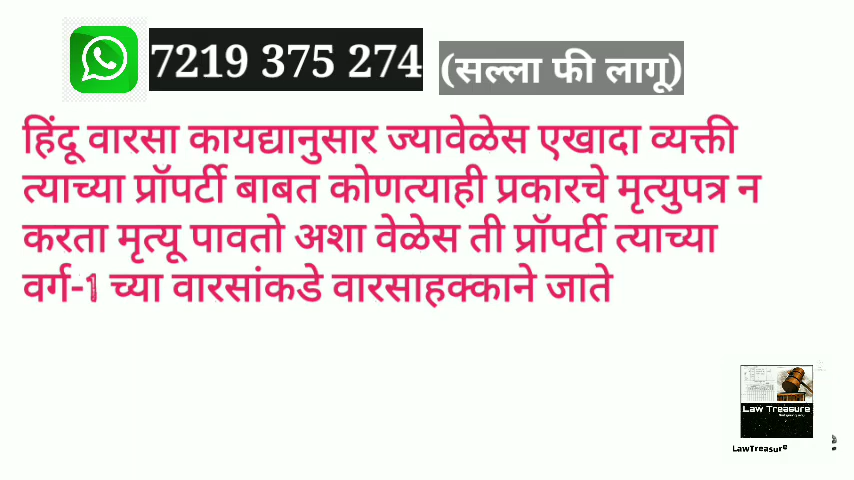 7219 375 274 (सल्ला फी लागू)
हिंदू वारसा कायद्यानुसार ज्यावेळेस एखादा व्यक्ती
त्याच्या प्रॉपर्टी बाबत कोणत्याही प्रकारचे मृत्युपत्र न
करता मृत्यू पावतो अशा वेळेस ती प्रॉपर्टी त्याच्या
वर्ग-1 च्या वारसांकडे वारसाहक्काने जाते
Law Treasure
LawTreasure